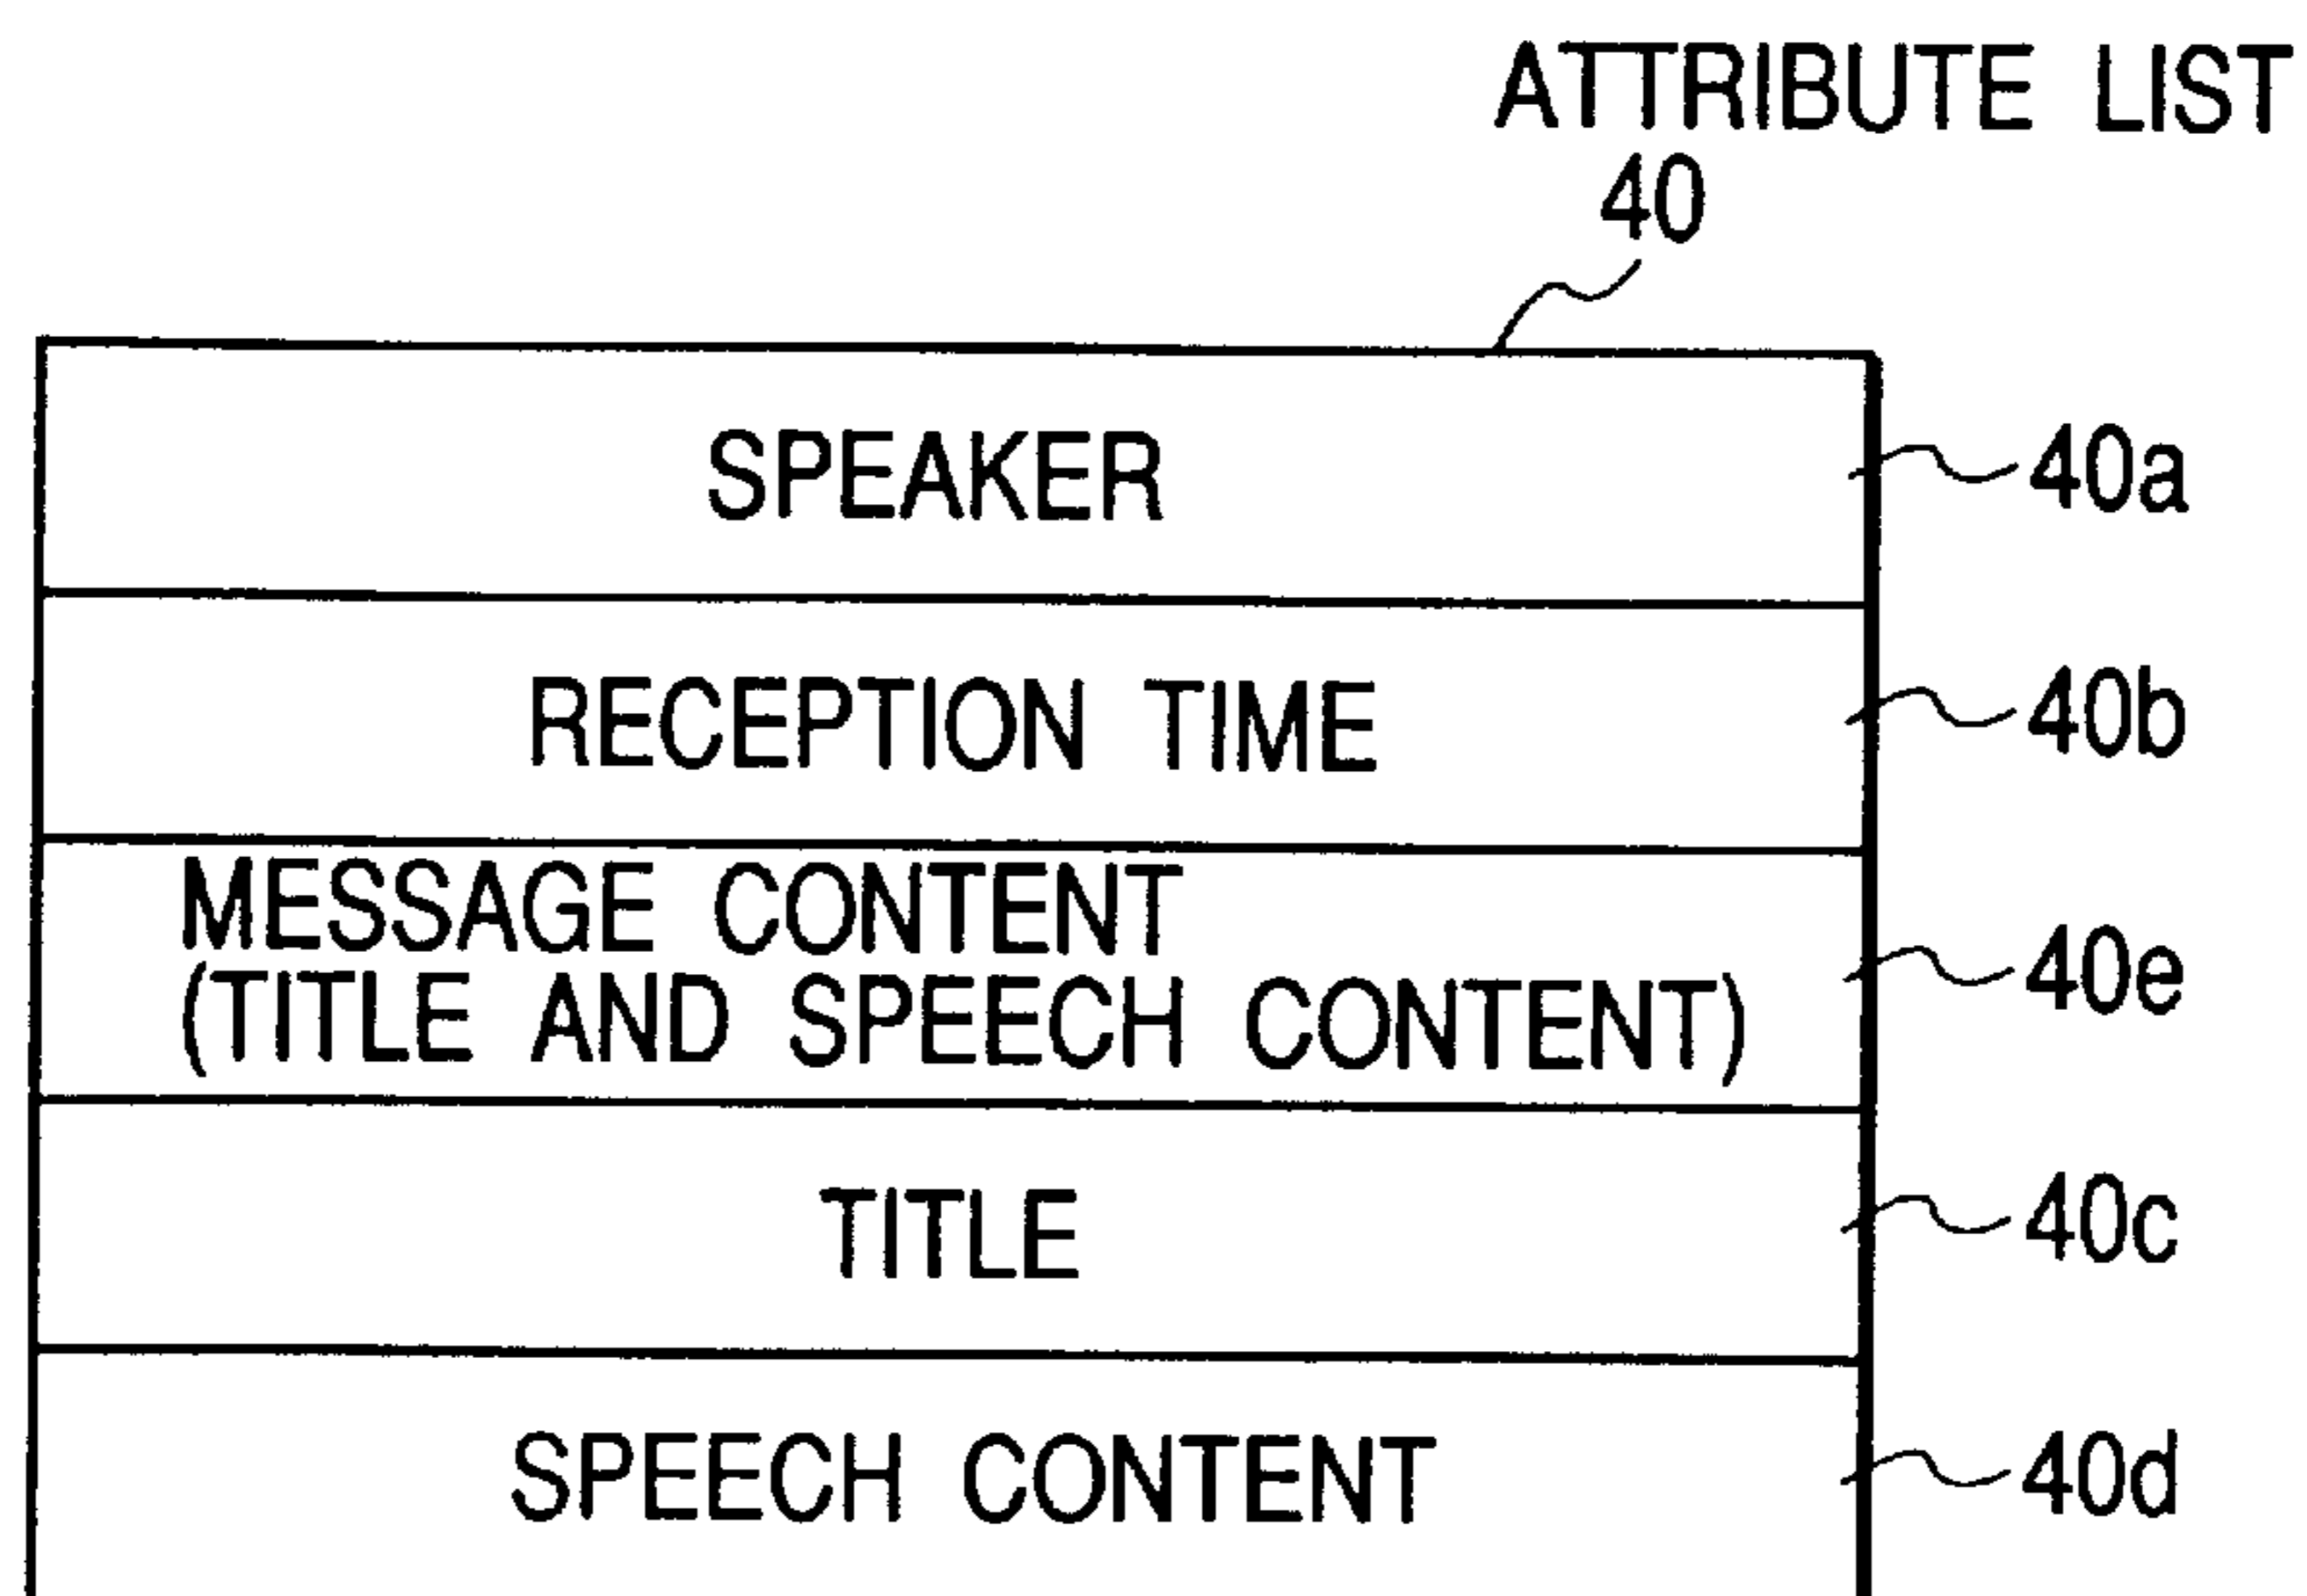 ATTRIBUTE LIST
40
SPEAKER 40a
RECEPTION TIME 40b
MESSAGE CONTENT
(TITLE AND SPEECH CONTENT) 40e
TITLE 40c
SPEECH CONTENT 40d